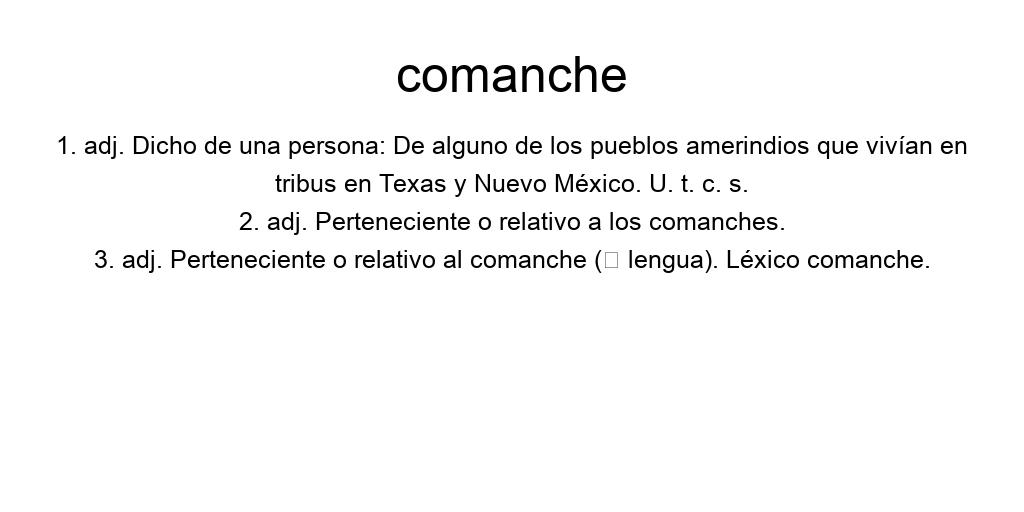 comanche
1. adj. Dicho de una persona: De alguno de los pueblos amerindios que vivían en
tribus en Texas y Nuevo México. U. t. c. s.
2. adj. Perteneciente o relativo a los comanches.
3. adj. Perteneciente o relativo al comanche (□ lengua). Léxico comanche.